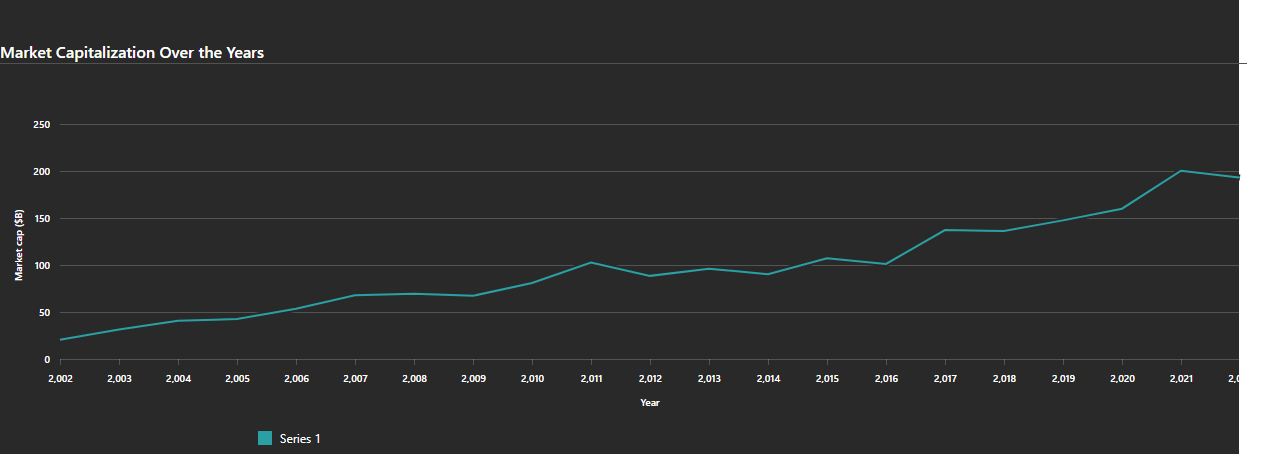 Market Capitalization Over the Years
250
200
150
100
50
0
Market cap ($B)
2,002 2,003 2,004 2,005 2,006 2,007 2,008 2,009 2,010 2,011 2,012 2,013 2,014 2,015 2,016 2,017 2,018 2,019 2,020 2,021
Year
Series 1